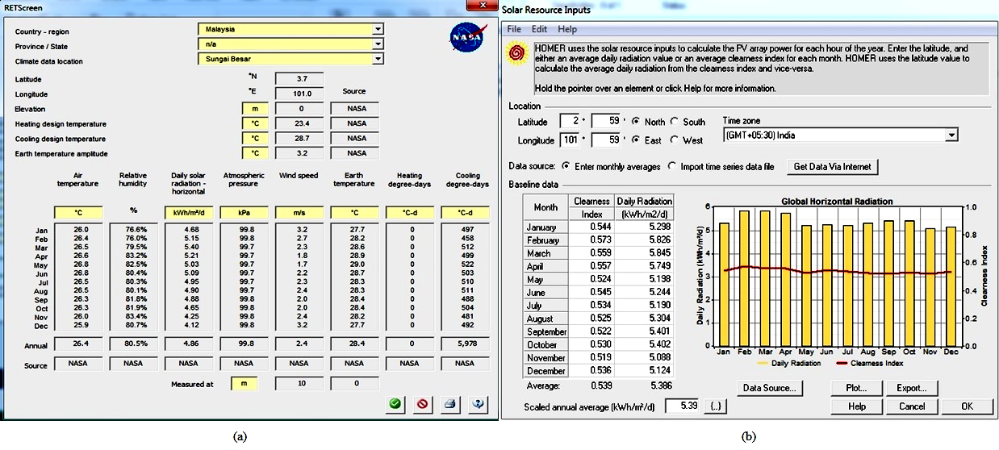 RETScreen
Country - region Malaysia
Province / State n/a
Climate data location Sungai Besar
NASA
Latitude °N 3.7
Longitude °E 101.0 Source
Elevation m 0 NASA
Heating design temperature °C 23.4 NASA
Cooling design temperature °C 28.7 NASA
Earth temperature amplitude °C 3.2 NASA
Air Relative Daily solar Atmospheric Wind speed Earth Heating Cooling
temperature humidity radiation - pressure temperature degree-days degree-days
horizontal
°C % kWh/m²/d kPa m/s °C °C-d °C-d
Jan 26.0 76.6% 4.68 99.8 3.2 27.7 0 497
Feb 26.4 76.0% 5.15 99.8 2.7 28.2 0 458
Mar 26.5 79.5% 5.40 99.7 2.3 28.6 0 512
Apr 26.6 83.2% 5.21 99.7 1.8 28.9 0 499
May 26.8 82.5% 5.03 99.7 1.7 29.0 0 522
Jun 26.8 80.4% 5.09 99.7 2.2 28.7 0 503
Jul 26.5 80.3% 4.95 99.7 2.4 28.3 0 510
Aug 26.5 80.1% 4.90 99.7 2.4 28.3 0 511
Sep 26.3 81.8% 4.88 99.8 2.0 28.4 0 488
Oct 26.3 81.9% 4.65 99.8 2.0 28.4 0 504
Nov 26.0 83.4% 4.25 99.8 2.4 28.2 0 481
Dec 25.9 80.7% 4.12 99.8 3.2 27.7 0 492
Annual 26.4 80.5% 4.86 99.8 2.4 28.4 0 5,978
Source NASA NASA NASA NASA NASA NASA NASA NASA
Measured at m 10 0
(a)
Solar Resource Inputs
File Edit Help
HOMER uses the solar resource inputs to calculate the PV array power for each hour of the year. Enter the latitude, and
either an average daily radiation value or an average clearness index for each month. HOMER uses the latitude value to
calculate the average daily radiation from the clearness index and vice-versa.
Hold the pointer over an element or click Help for more information.
Location
Latitude 2 ° 59 ' North South Time zone
Longitude 101 ° 59 ' East West (GMT+05:30) India
Data source: Enter monthly averages Import time series data file Get Data Via Internet
Baseline data
Month Clearness Daily Radiation
Index (kWh/m2/d)
January 0.544 5.298
February 0.573 5.826
March 0.559 5.845
April 0.557 5.749
May 0.524 5.198
June 0.545 5.244
July 0.534 5.190
August 0.525 5.304
September 0.522 5.401
October 0.530 5.402
November 0.519 5.088
December 0.536 5.124
Average: 0.539 5.386
Scaled annual average (kWh/m²/d) 5.39 {..}
Global Horizontal Radiation
Daily Radiation (kWh/m²/d)
6
5
4
3
2
1
0
1.0
0.8
0.6
0.4
0.2
0.0
Clearness Index
Jan Feb Mar Apr May Jun Jul Aug Sep Oct Nov Dec
Daily Radiation Clearness Index
Data Source... Plot... Export...
Help Cancel OK
(b)